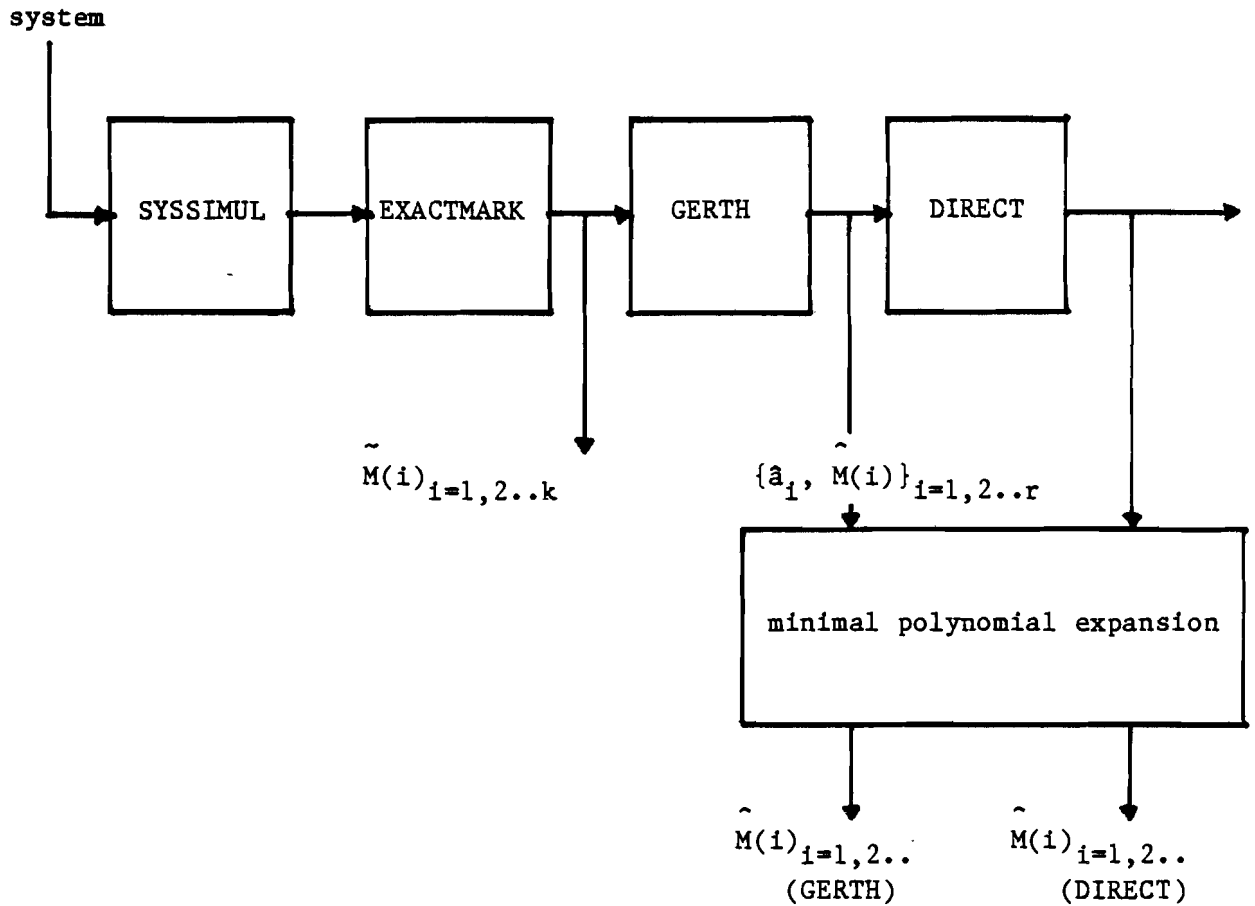 system
SYSSIMUL
EXACTMARK
GERTH
DIRECT
M̃(i)i=1,2..k
{âi, M̂(i)}i=1,2..r
minimal polynomial expansion
M̂(i)i=1,2..
(GERTH)
M̂(i)i=1,2..
(DIRECT)